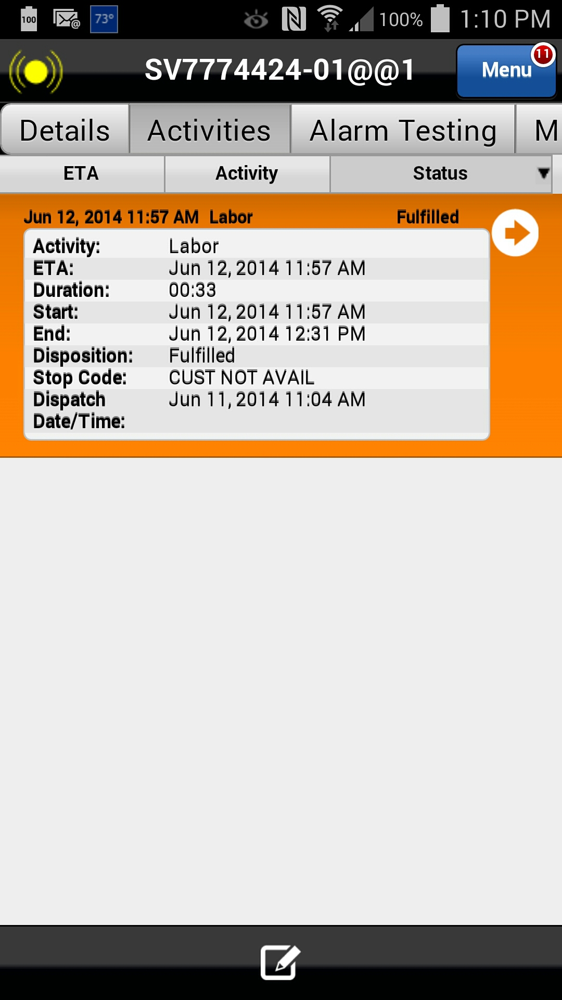 100 73° 100% 1:10 PM
SV7774424-01@@1 Menu 11
Details Activities Alarm Testing M
ETA Activity Status
Jun 12, 2014 11:57 AM Labor Fulfilled
Activity: Labor
ETA: Jun 12, 2014 11:57 AM
Duration: 00:33
Start: Jun 12, 2014 11:57 AM
End: Jun 12, 2014 12:31 PM
Disposition: Fulfilled
Stop Code: CUST NOT AVAIL
Dispatch Jun 11, 2014 11:04 AM
Date/Time: